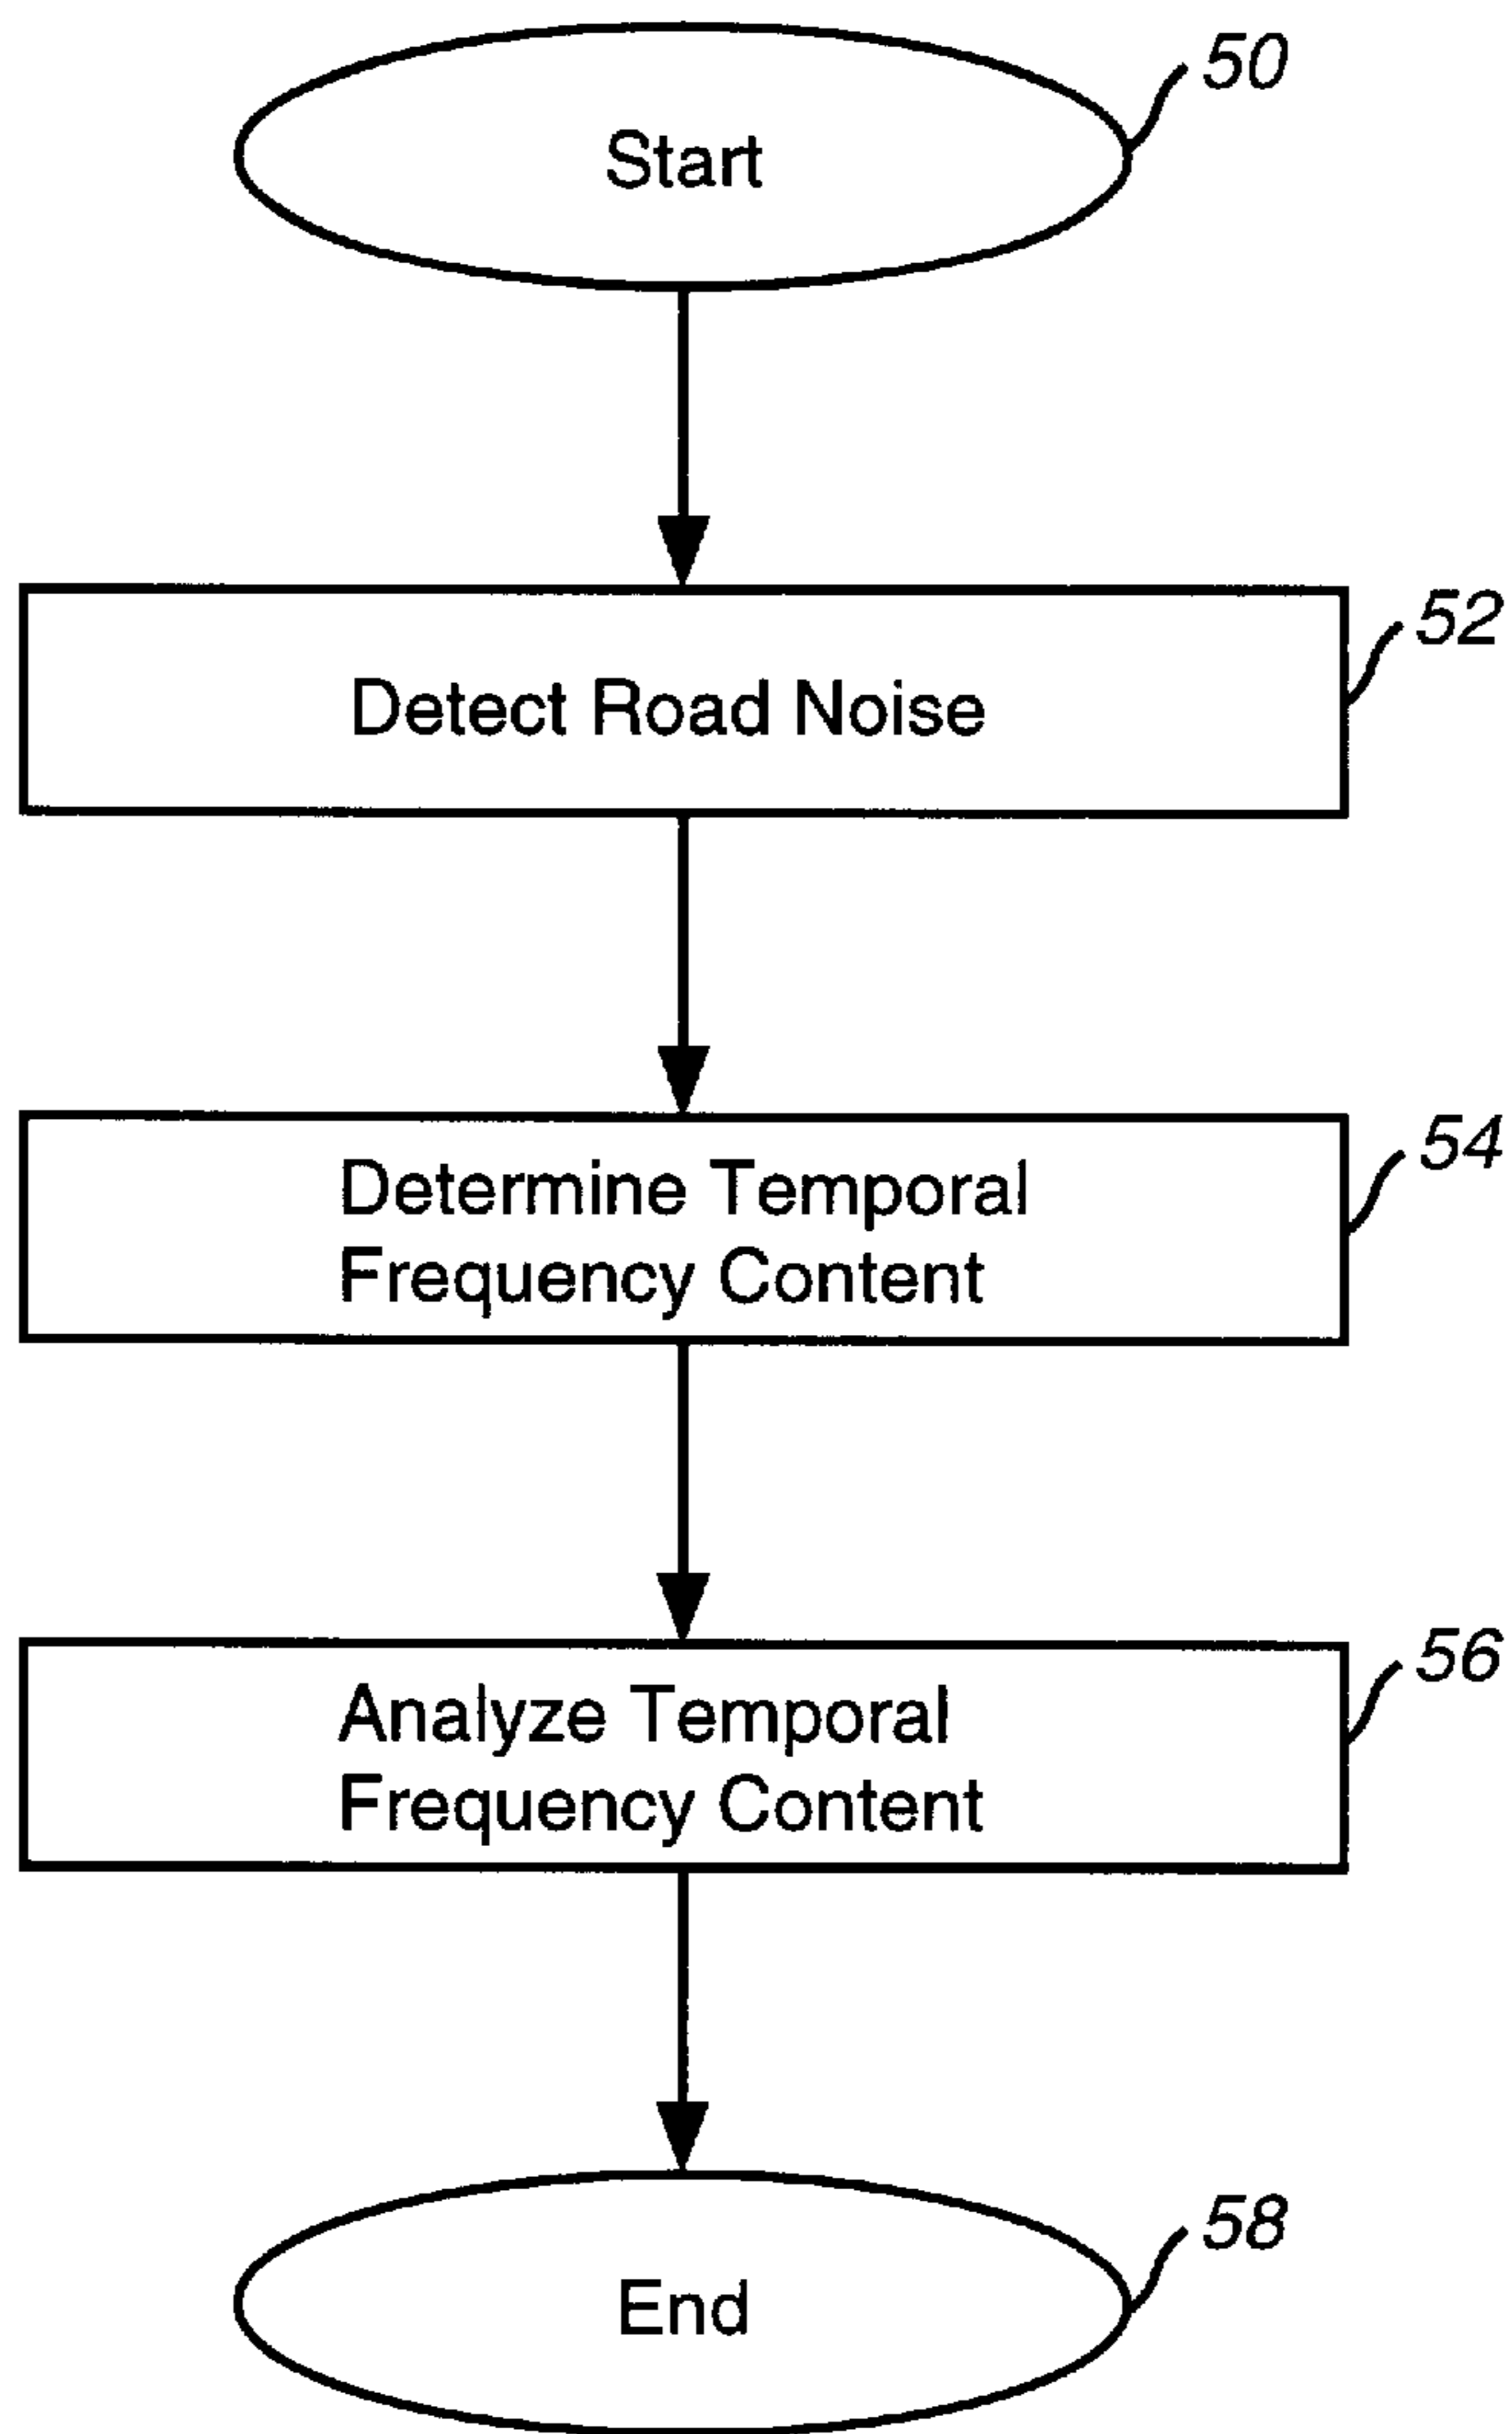 50
Start
52
Detect Road Noise
54
Determine Temporal
Frequency Content
56
Analyze Temporal
Frequency Content
58
End